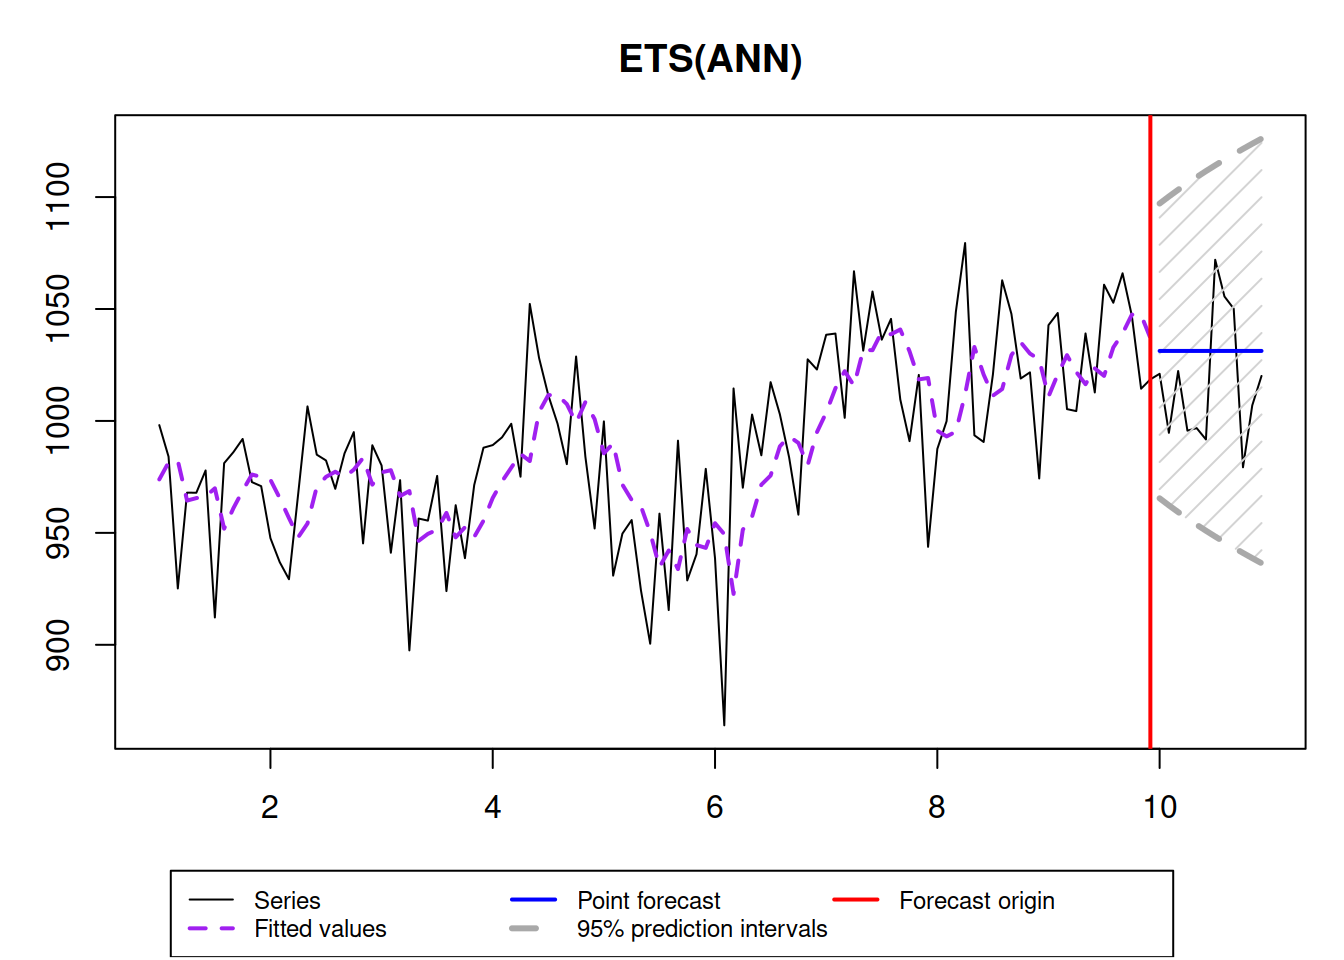 ETS(ANN)
1100
1050
1000
950
900
2 4 6 8 10
Series Point forecast Forecast origin
Fitted values 95% prediction intervals